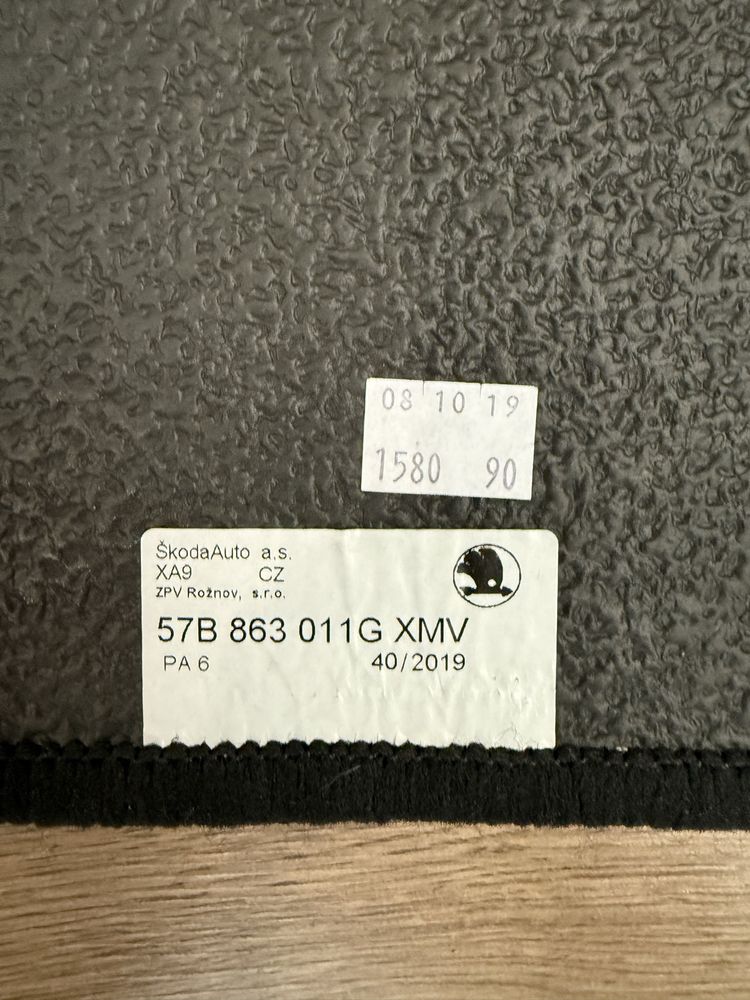 08 10 19
1580 90
ŠkodaAuto a.s.
XA9 CZ
ZPV Rožnov, s.r.o.
57B 863 011G XMV
PA 6 40/2019